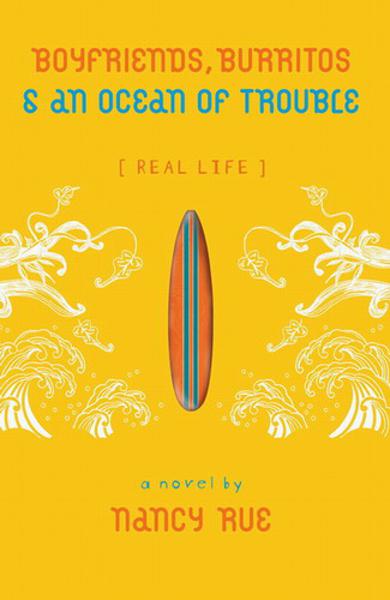 BOYFRIENDS, BURRITOS
& AN OCEAN OF TROUBLE
[ REAL LIFE ]
a novel by
NANCY RUE